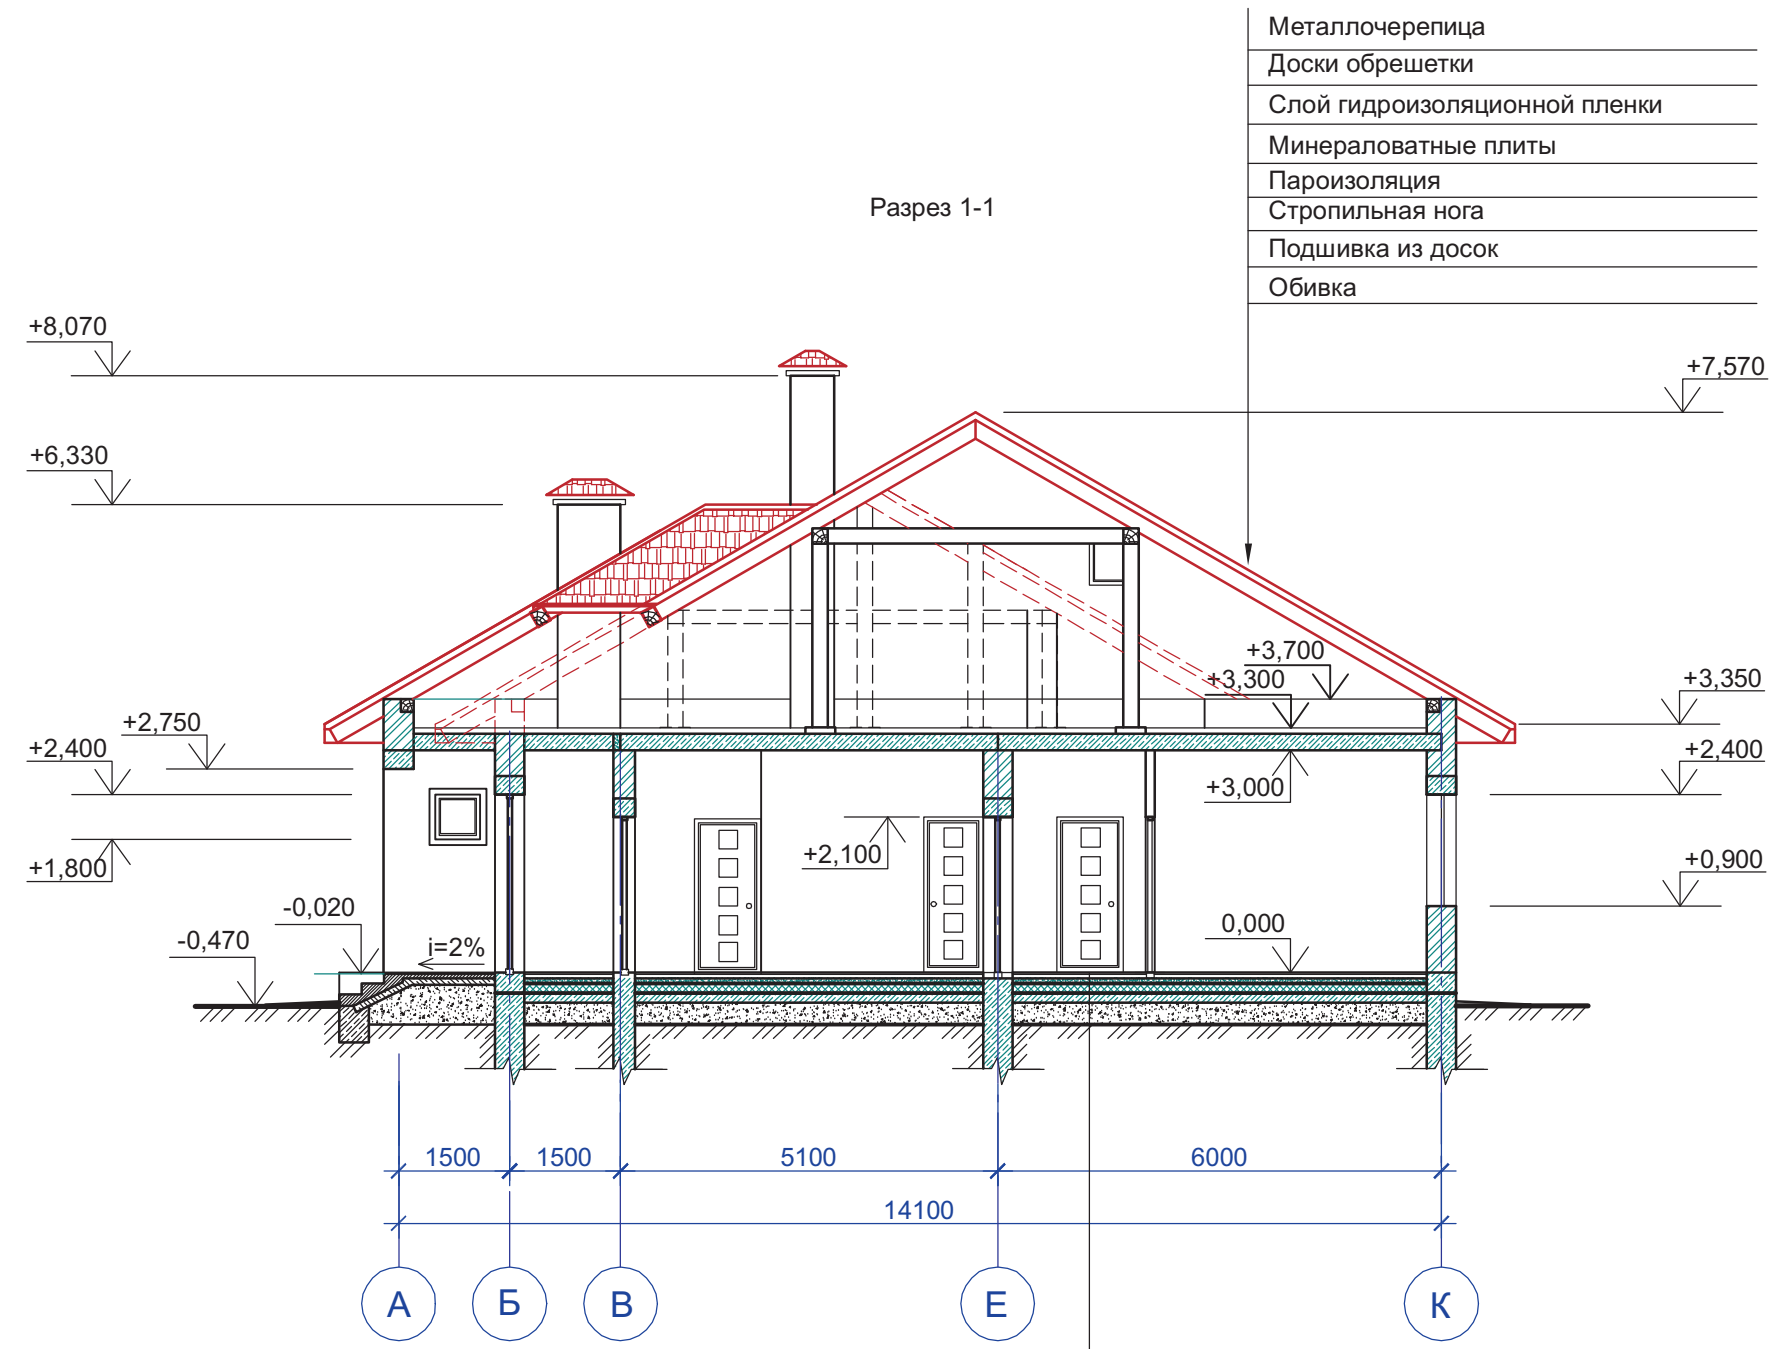 Металлочерепица
Доски обрешетки
Слой гидроизоляционной пленки
Минераловатные плиты
Пароизоляция
Стропильная нога
Подшивка из досок
Обивка
Разрез 1-1
+8,070
+7,570
+6,330
+3,700
+3,300
+3,350
+2,750
+2,400
+2,400
+3,000
+2,100
+1,800
+0,900
-0,020
0,000
-0,470
i=2%
1500
1500
5100
6000
14100
А
Б
В
Е
К